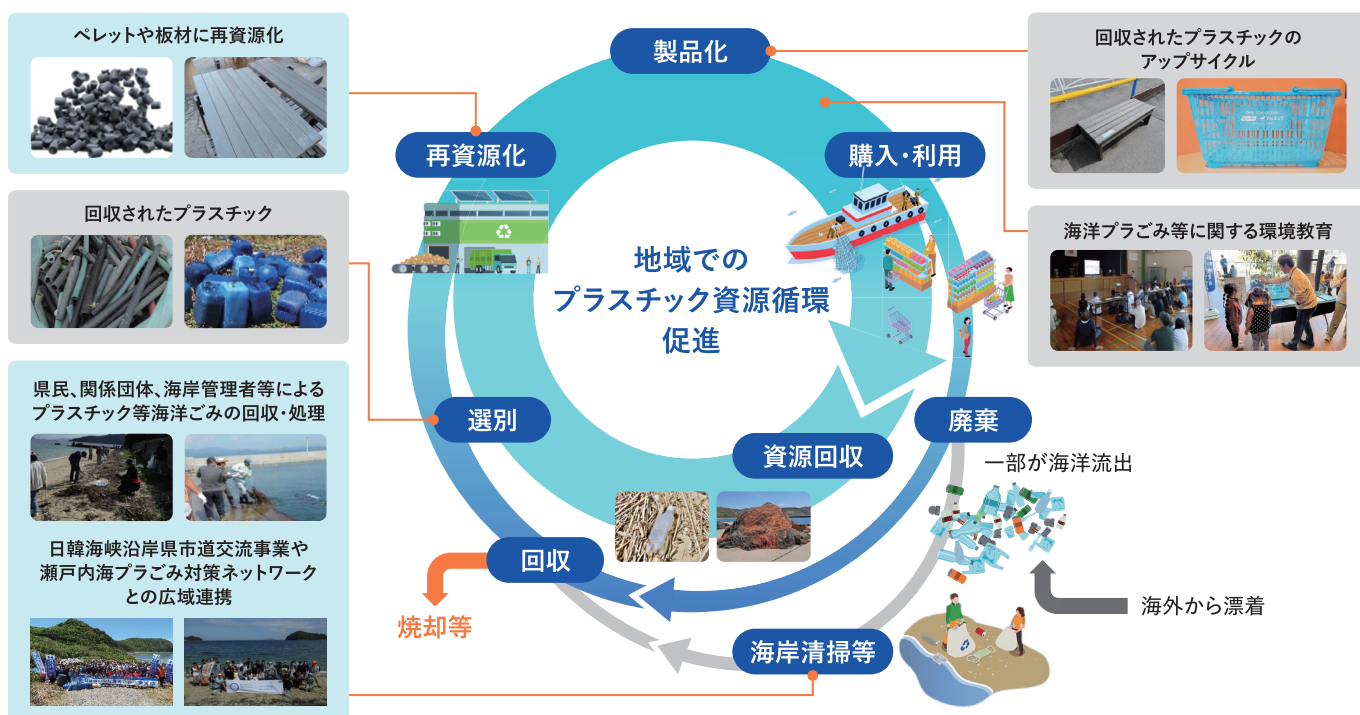 ペレットや板材に再資源化
回収されたプラスチック
県民、関係団体、海岸管理者等による
プラスチック等海洋ごみの回収・処理
日韓海峡沿岸県市道交流事業や
瀬戸内海プラごみ対策ネットワーク
との広域連携
製品化
再資源化
購入・利用
地域での
プラスチック資源循環
促進
選別
資源回収
廃棄
一部が海洋流出
回収
焼却等
海岸清掃等
海外から漂着
回収されたプラスチックの
アップサイクル
海洋プラごみ等に関する環境教育